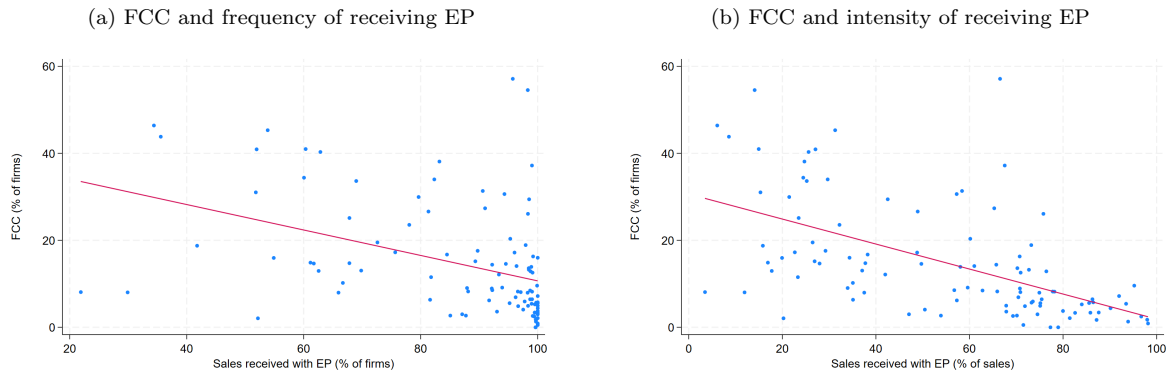 (a) FCC and frequency of receiving EP
60
40
20
0
FCC (% of firms)
20 40 60 80 100
Sales received with EP (% of firms)
(b) FCC and intensity of receiving EP
60
40
20
0
FCC (% of firms)
0 20 40 60 80 100
Sales received with EP (% of sales)